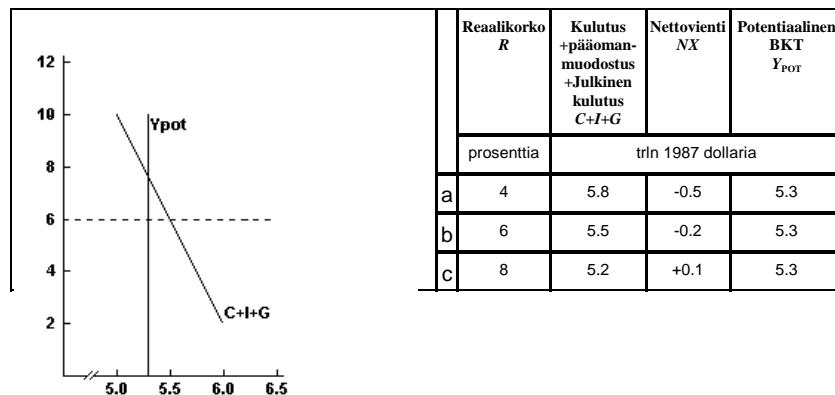 12
10
8
6
4
2
Ypot
C+I+G
5.0 5.5 6.0 6.5
Reaalikorko
R
Kulutus
+pääoman-
muodostus
+Julkinen
kulutus
C+I+G
Nettovienti
NX
Potentiaalinen
BKT
YPOT
prosenttia trln 1987 dollaria
a 4 5.8 -0.5 5.3
b 6 5.5 -0.2 5.3
c 8 5.2 +0.1 5.3